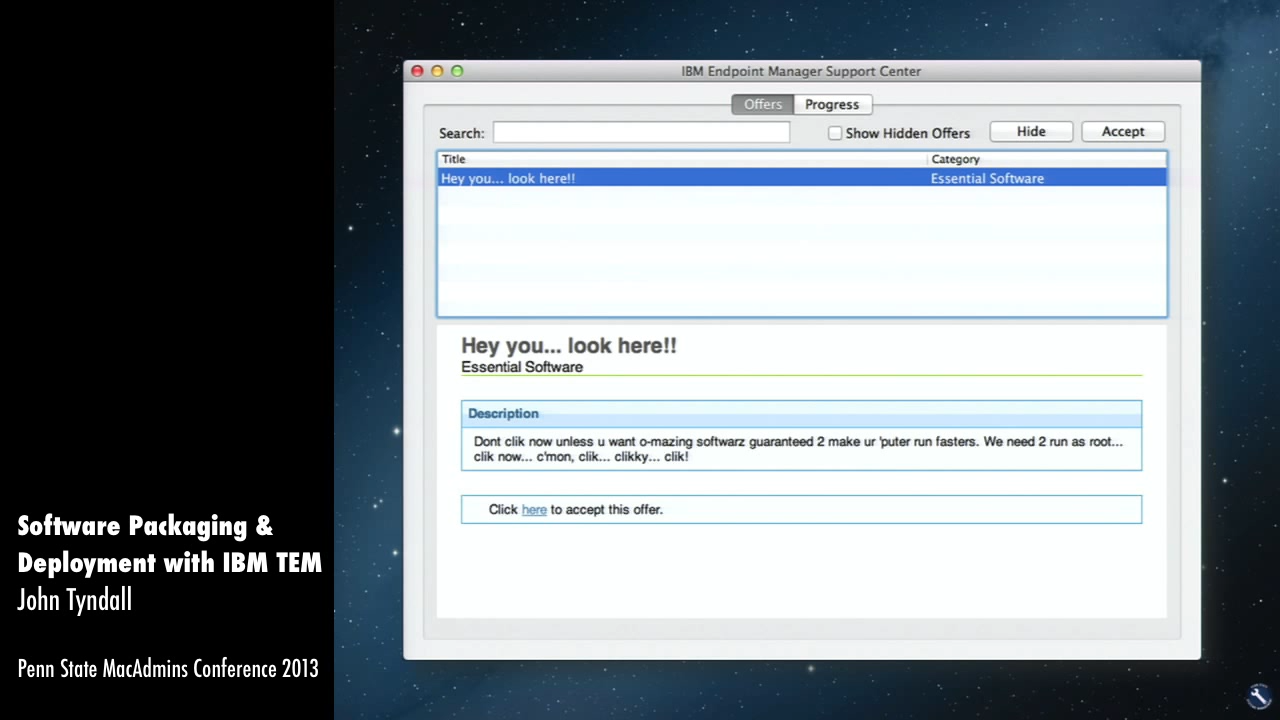 IBM Endpoint Manager Support Center
Offers Progress
Search: Show Hidden Offers Hide Accept
Title Category
Hey you... look here!! Essential Software
Hey you... look here!!
Essential Software
Description
Dont clik now unless u want o-mazing softwarz guaranteed 2 make ur 'puter run fasters. We need 2 run as root...
clik now... c'mon, clik... clikky... clik!
Click here to accept this offer.
Software Packaging &
Deployment with IBM TEM
John Tyndall
Penn State MacAdmins Conference 2013